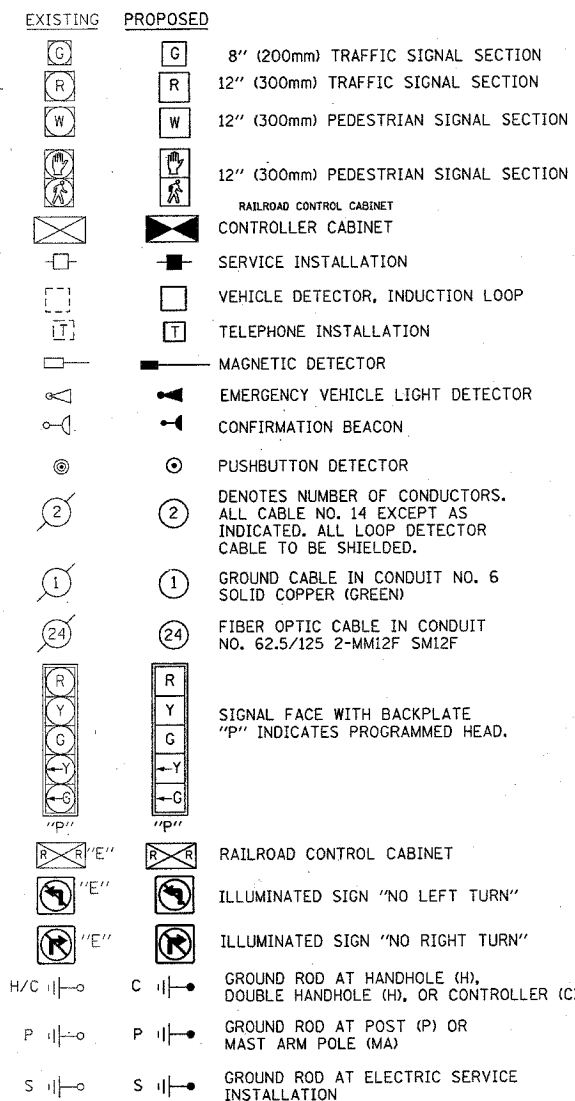 EXISTING PROPOSED
G G 8" (200mm) TRAFFIC SIGNAL SECTION
R R 12" (300mm) TRAFFIC SIGNAL SECTION
W W 12" (300mm) PEDESTRIAN SIGNAL SECTION
12" (300mm) PEDESTRIAN SIGNAL SECTION
RAILROAD CONTROL CABINET
CONTROLLER CABINET
SERVICE INSTALLATION
VEHICLE DETECTOR, INDUCTION LOOP
T T TELEPHONE INSTALLATION
MAGNETIC DETECTOR
EMERGENCY VEHICLE LIGHT DETECTOR
CONFIRMATION BEACON
PUSHBUTTON DETECTOR
2 2 DENOTES NUMBER OF CONDUCTORS.
ALL CABLE NO. 14 EXCEPT AS
INDICATED. ALL LOOP DETECTOR
CABLE TO BE SHIELDED.
1 1 GROUND CABLE IN CONDUIT NO. 6
SOLID COPPER (GREEN)
24 24 FIBER OPTIC CABLE IN CONDUIT
NO. 62.5/125 2-MM12F SM12F
R R
Y Y SIGNAL FACE WITH BACKPLATE
G G "P" INDICATES PROGRAMMED HEAD.
←Y ←Y
←G ←G
"P" "P"
R R "E" R R RAILROAD CONTROL CABINET
"E" ILLUMINATED SIGN "NO LEFT TURN"
"E" ILLUMINATED SIGN "NO RIGHT TURN"
H/C C GROUND ROD AT HANDHOLE (H),
DOUBLE HANDHOLE (H), OR CONTROLLER (C)
P P GROUND ROD AT POST (P) OR
MAST ARM POLE (MA)
S S GROUND ROD AT ELECTRIC SERVICE
INSTALLATION